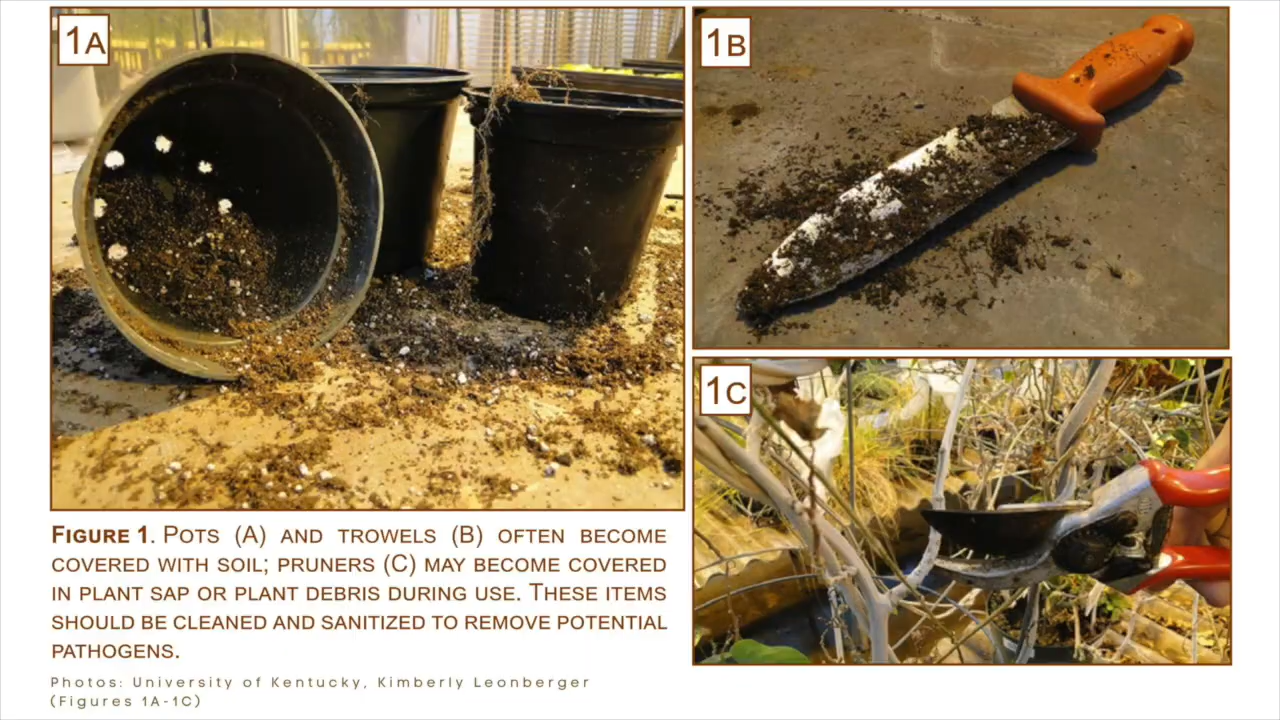 1A
1B
1C
FIGURE 1. POTS (A) AND TROWELS (B) OFTEN BECOME
COVERED WITH SOIL; PRUNERS (C) MAY BECOME COVERED
IN PLANT SAP OR PLANT DEBRIS DURING USE. THESE ITEMS
SHOULD BE CLEANED AND SANITIZED TO REMOVE POTENTIAL
PATHOGENS.
Photos: University of Kentucky, Kimberly Leonberger
(Figures 1A-1C)